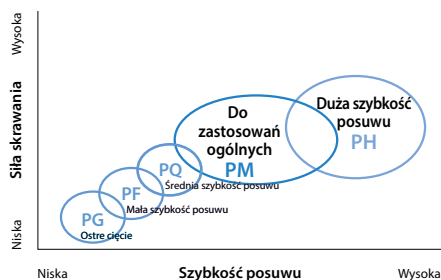 Wysoka
Siła skrawania
Niska
Do
zastosowań
ogólnych
PM
Duża szybkość
posuwu
PH
PQ
Średnia szybkość posuwu
PF
Mała szybkość posuwu
PG
Ostre cięcie
Niska
Szybkość posuwu
Wysoka